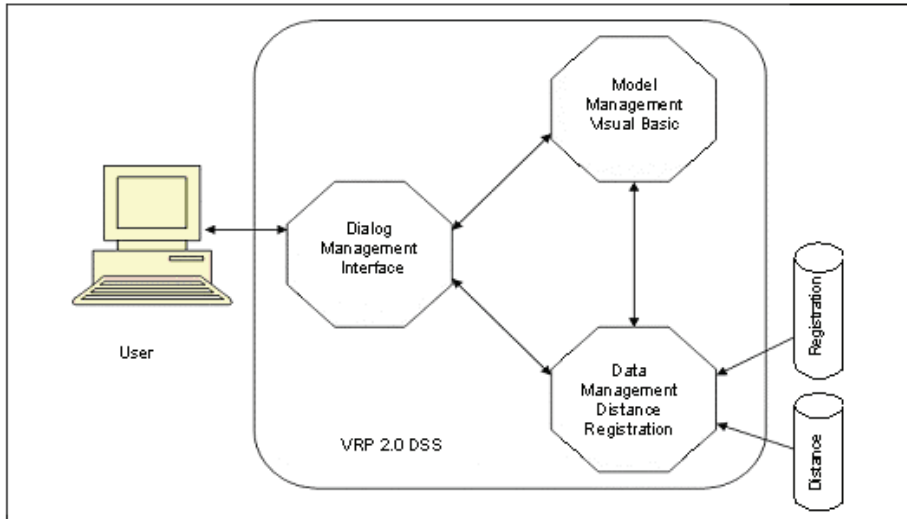 Model
Management
Visual Basic
Dialog
Management
Interface
User
Data
Management
Distance
Registration
VRP 2.0 DSS
Registration
Distance